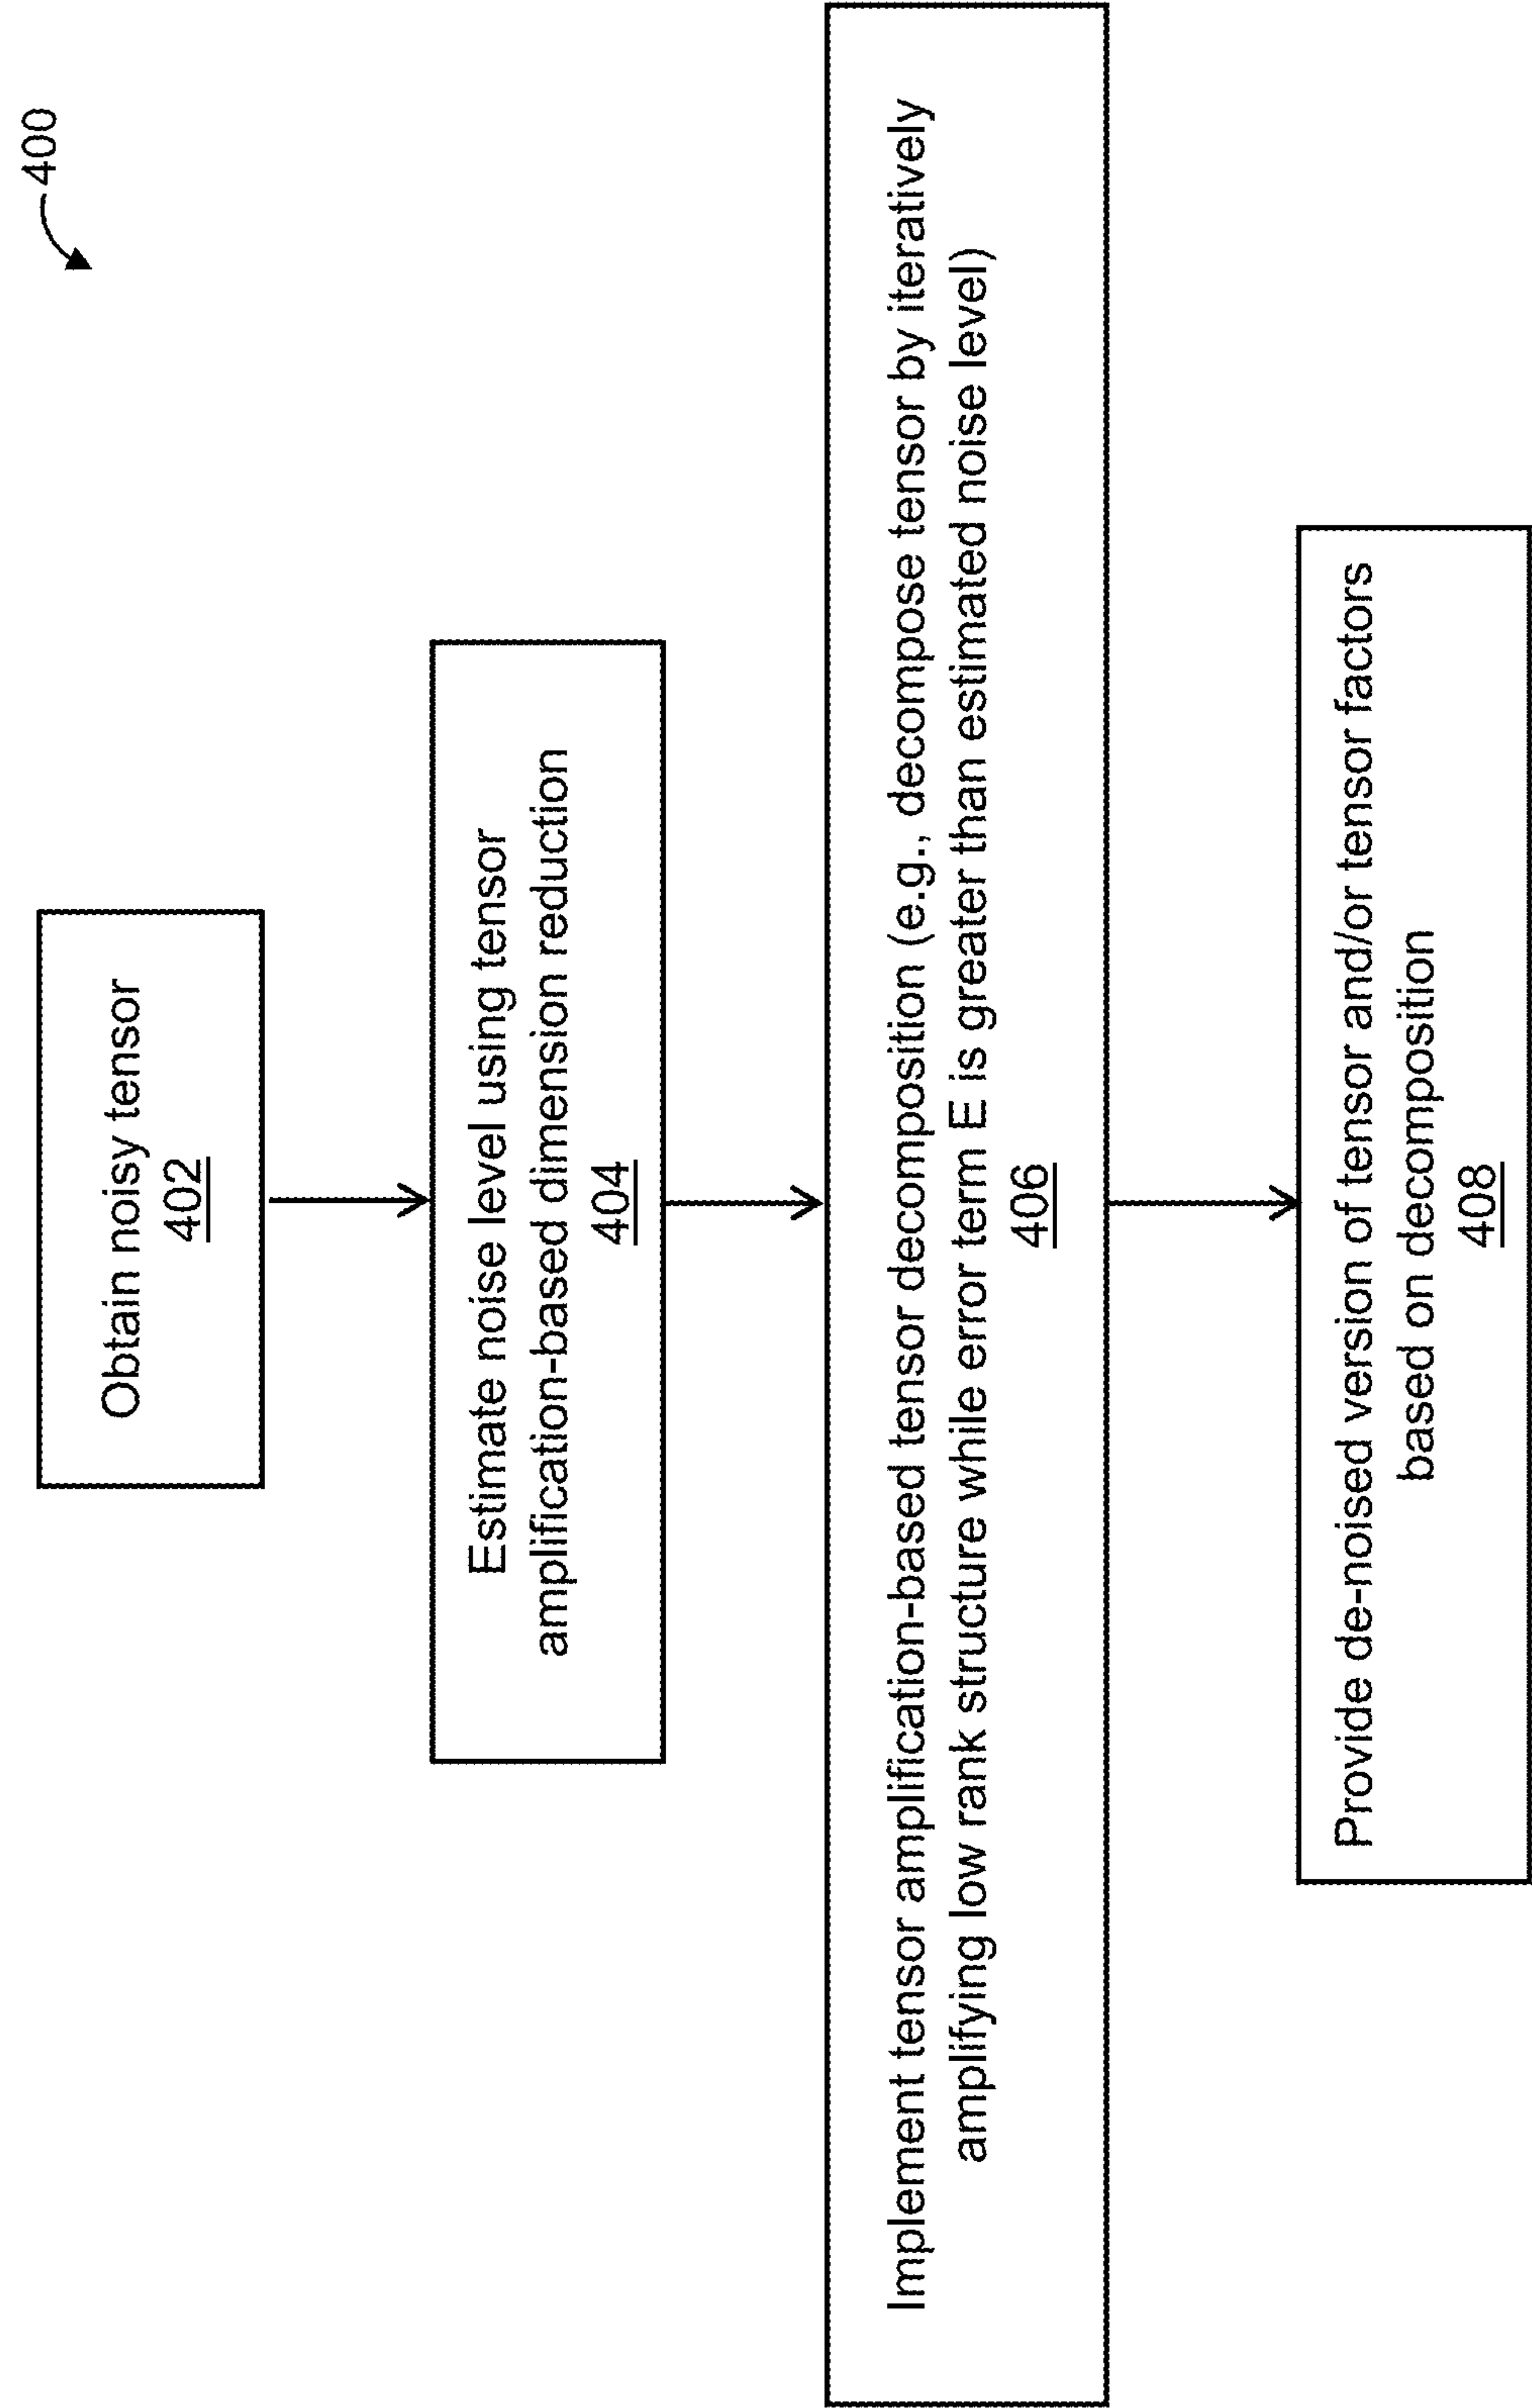 400
Obtain noisy tensor
402
Estimate noise level using tensor
amplification-based dimension reduction
404
Implement tensor amplification-based tensor decomposition (e.g., decompose tensor by iteratively
amplifying low rank structure while error term E is greater than estimated noise level)
406
Provide de-noised version of tensor and/or tensor factors
based on decomposition
408